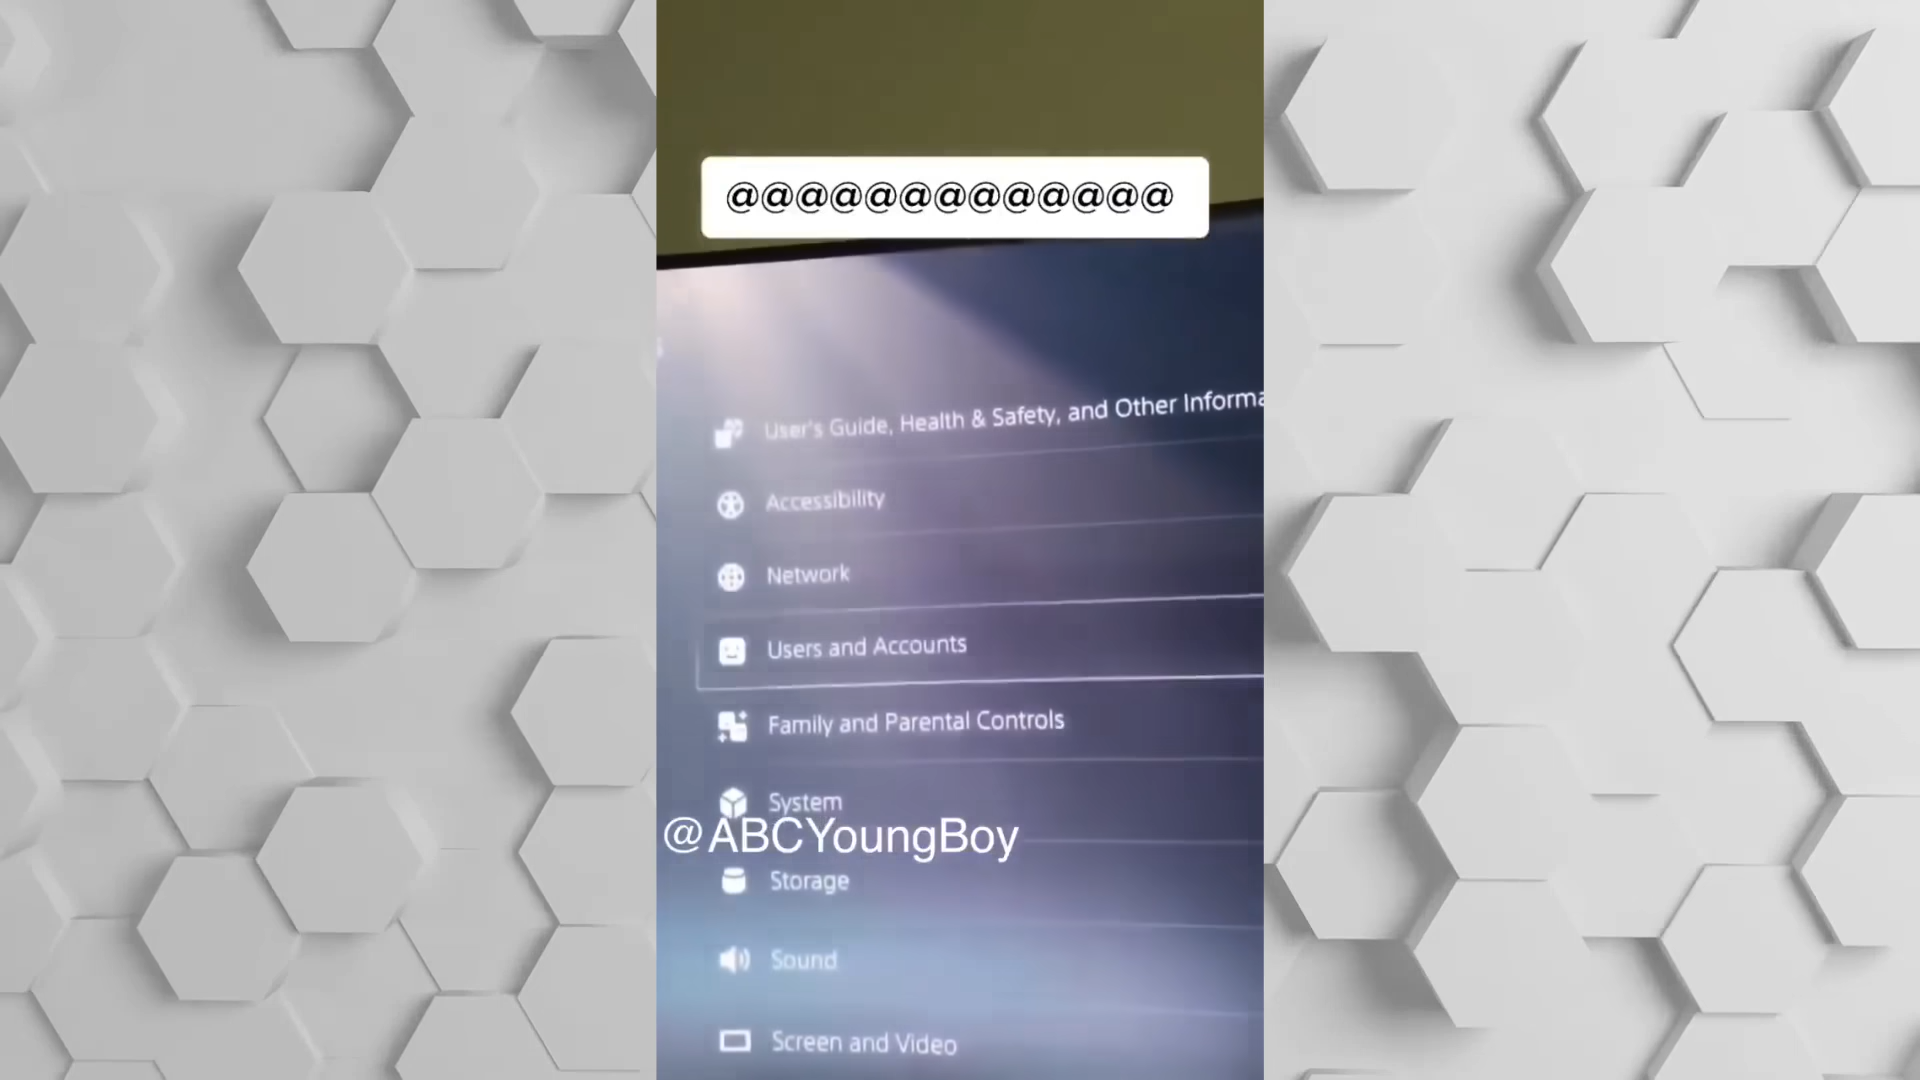 @@@@@@@@@@@@@
User's Guide, Health & Safety, and Other Informa
Accessibility
Network
Users and Accounts
Family and Parental Controls
System
@ABCYoungBoy
Storage
Sound
Screen and Video